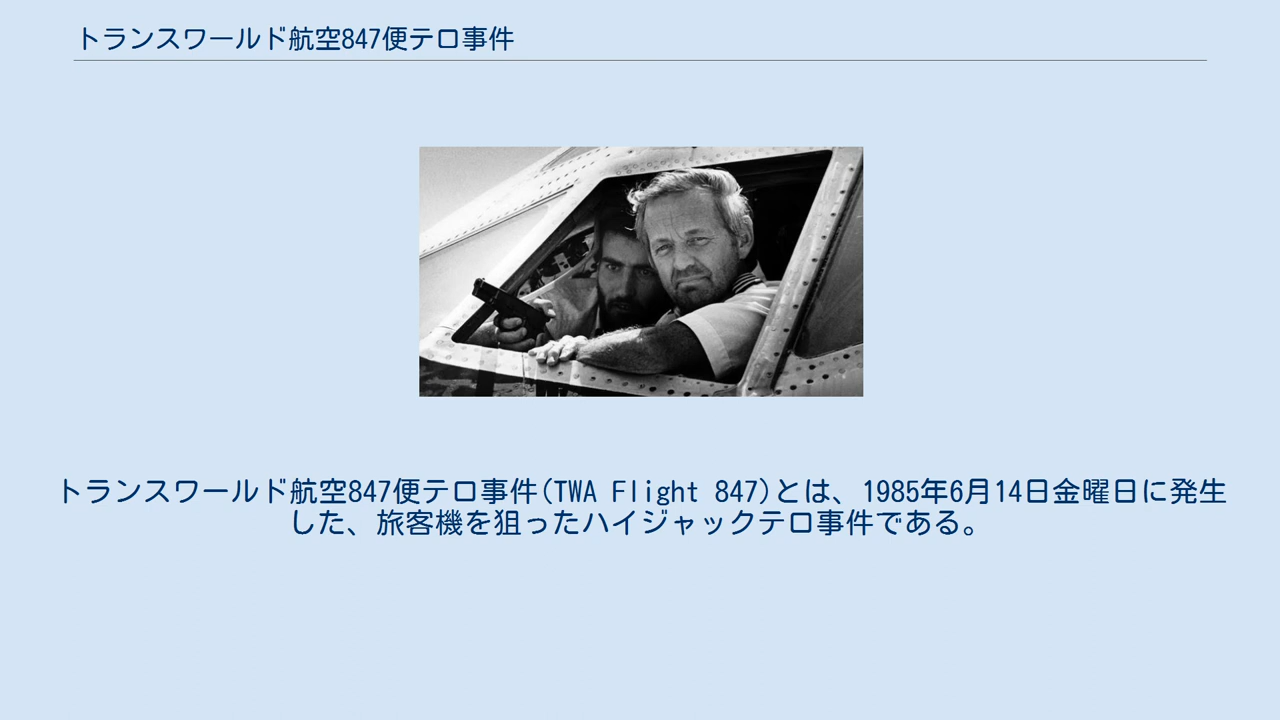 トランスワールド航空847便テロ事件
トランスワールド航空847便テロ事件(TWA Flight 847)とは、1985年6月14日金曜日に発生
した、旅客機を狙ったハイジャックテロ事件である。